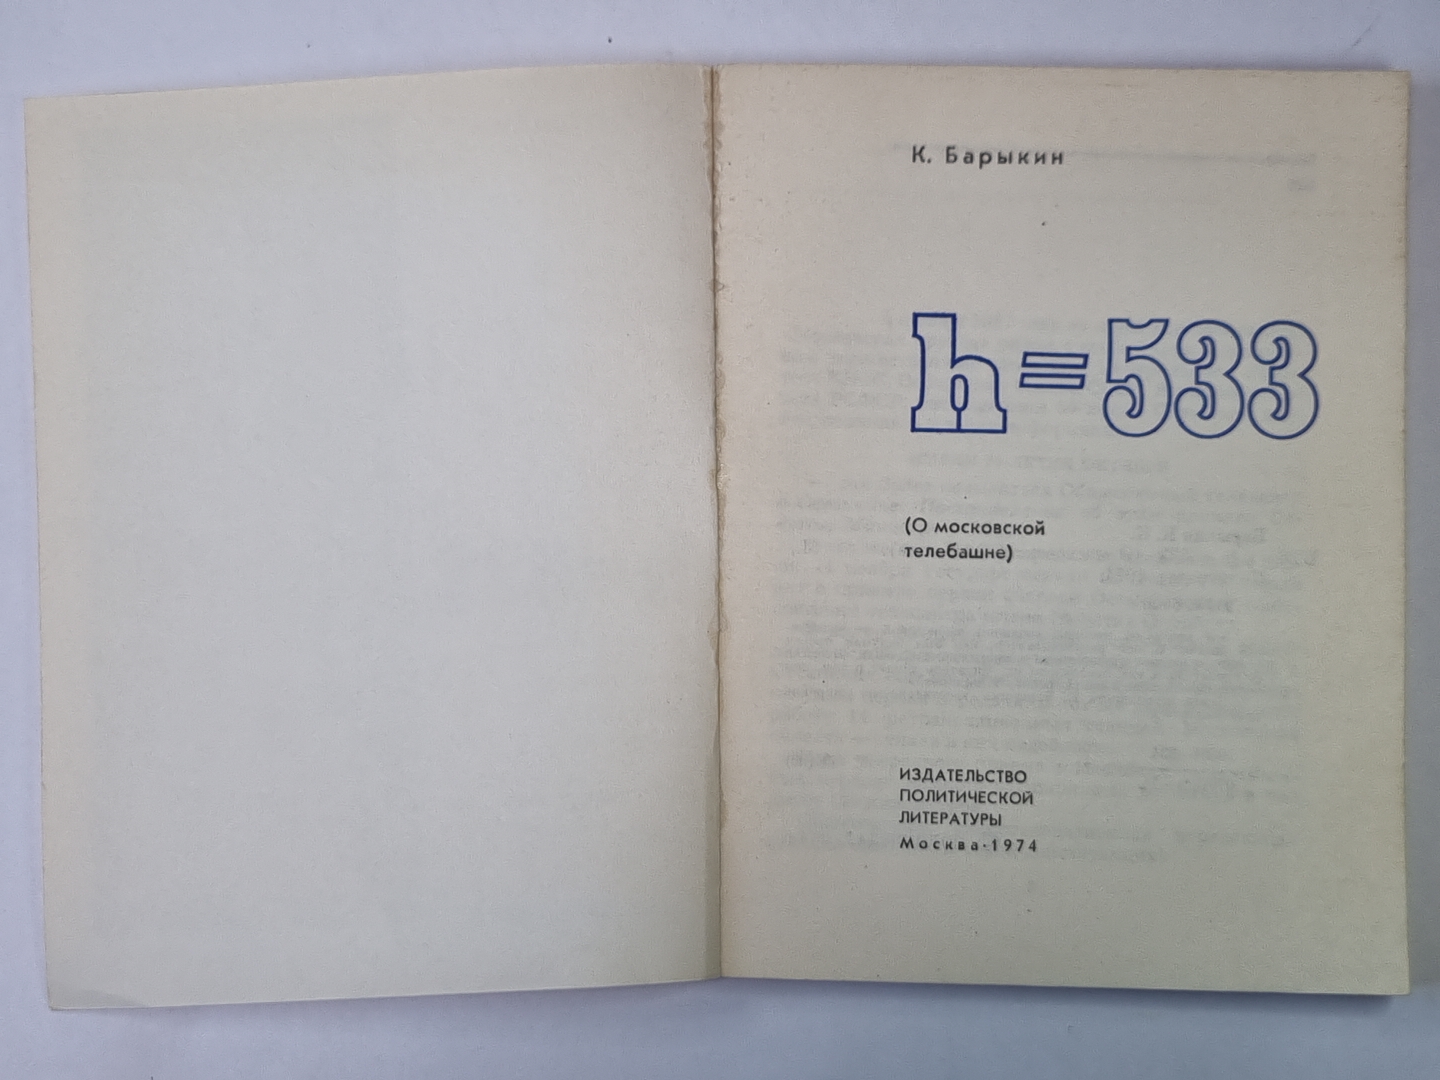 К. Барыкин
h=533
(О московской
телебашне)
ИЗДАТЕЛЬСТВО
ПОЛИТИЧЕСКОЙ
ЛИТЕРАТУРЫ
Москва·1974